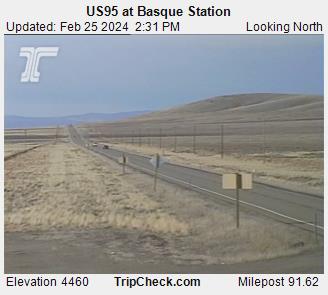 US95 at Basque Station
Updated: Feb 25 2024 2:31 PM Looking North
Elevation 4460 TripCheck.com Milepost 91.62